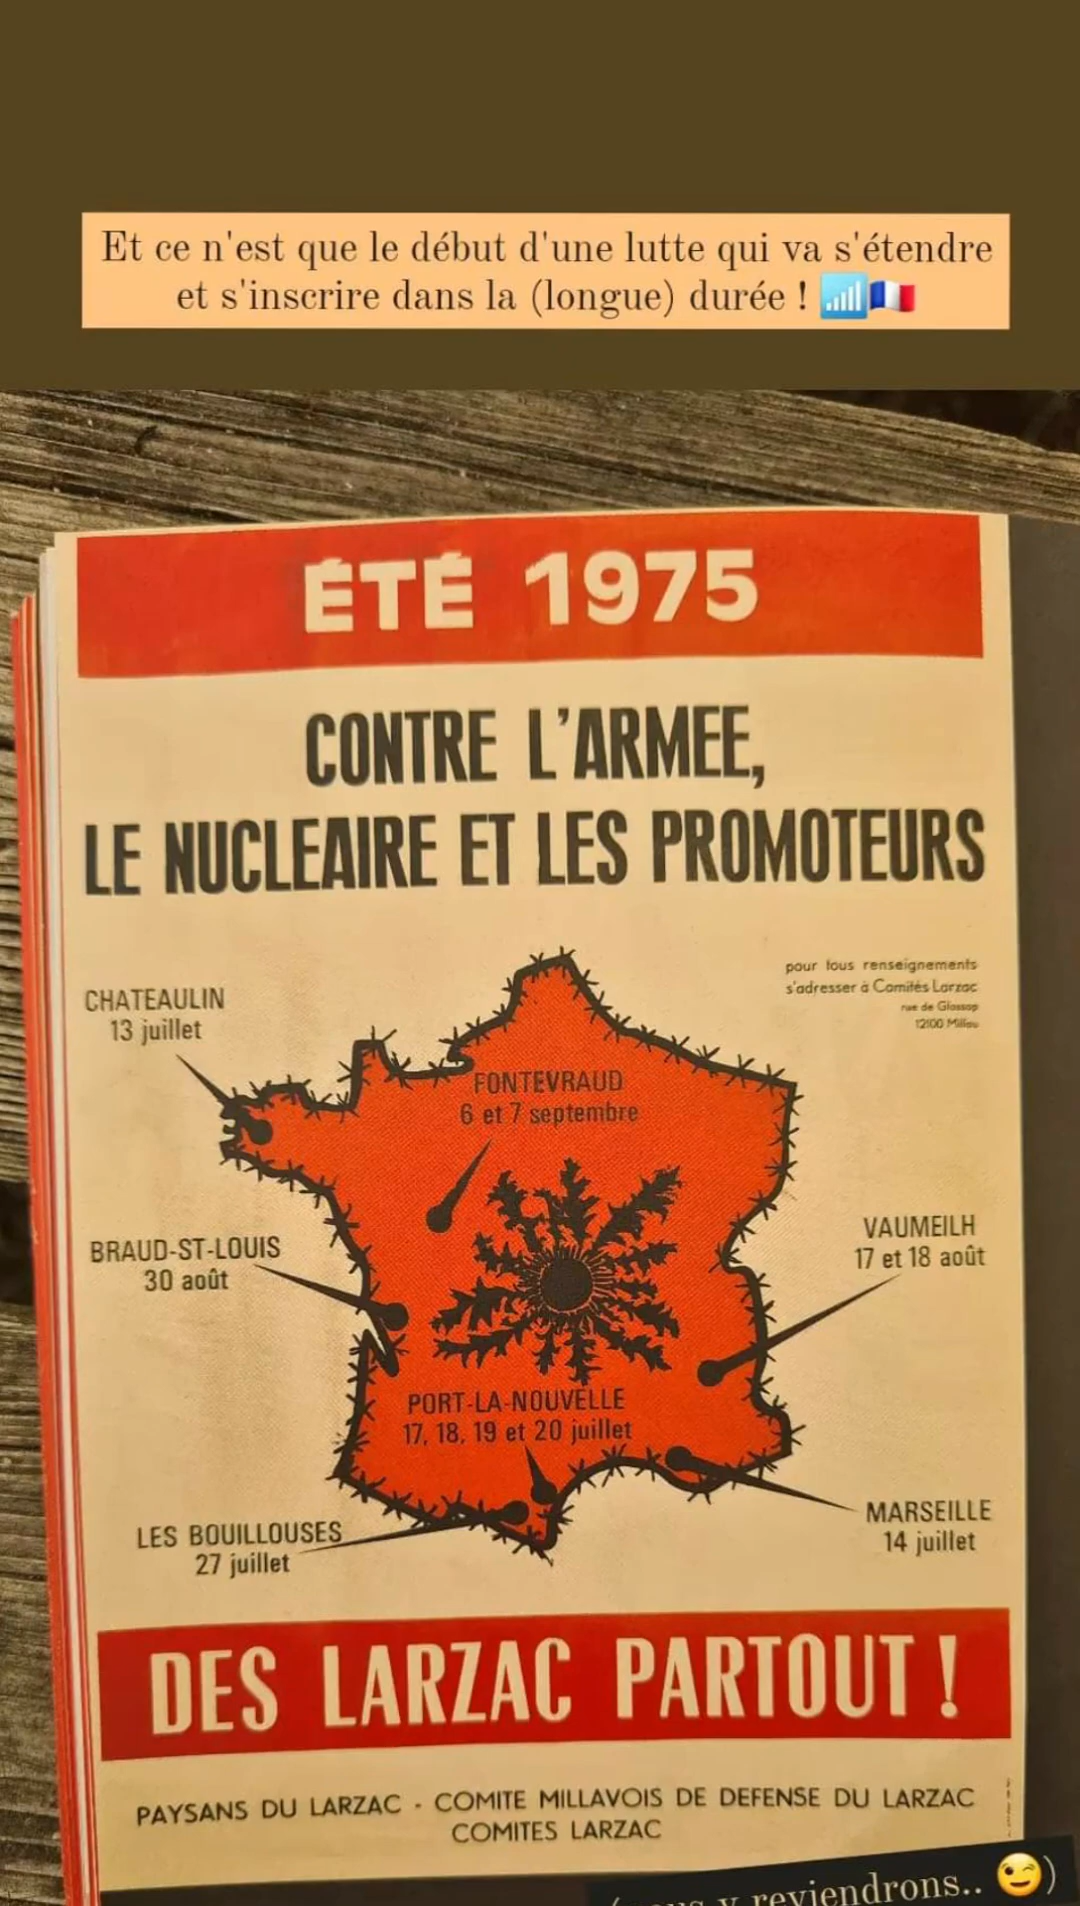 Et ce n'est que le début d'une lutte qui va s'étendre
et s'inscrire dans la (longue) durée ! 📶🇫🇷
ÉTÉ 1975
CONTRE L'ARMEE,
LE NUCLEAIRE ET LES PROMOTEURS
pour tous renseignements
s'adresser à Comités Larzac
rue de Glassop
12100 Millau
CHATEAULIN
13 juillet
FONTEVRAUD
6 et 7 septembre
BRAUD-ST-LOUIS
30 août
VAUMEILH
17 et 18 août
PORT-LA-NOUVELLE
17, 18, 19 et 20 juillet
LES BOUILLOUSES
27 juillet
MARSEILLE
14 juillet
DES LARZAC PARTOUT !
PAYSANS DU LARZAC - COMITE MILLAVOIS DE DEFENSE DU LARZAC
COMITES LARZAC
y reviendrons.. 😉)